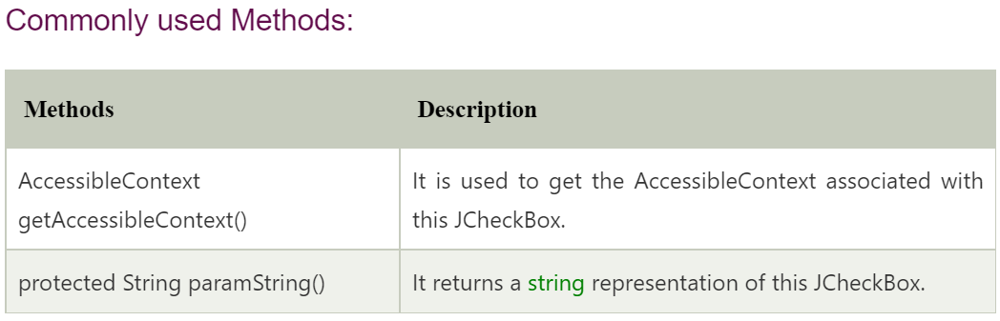 Commonly used Methods:
Methods
Description
AccessibleContext
getAccessibleContext()
It is used to get the AccessibleContext associated with
this JCheckBox.
protected String paramString()
It returns a string representation of this JCheckBox.